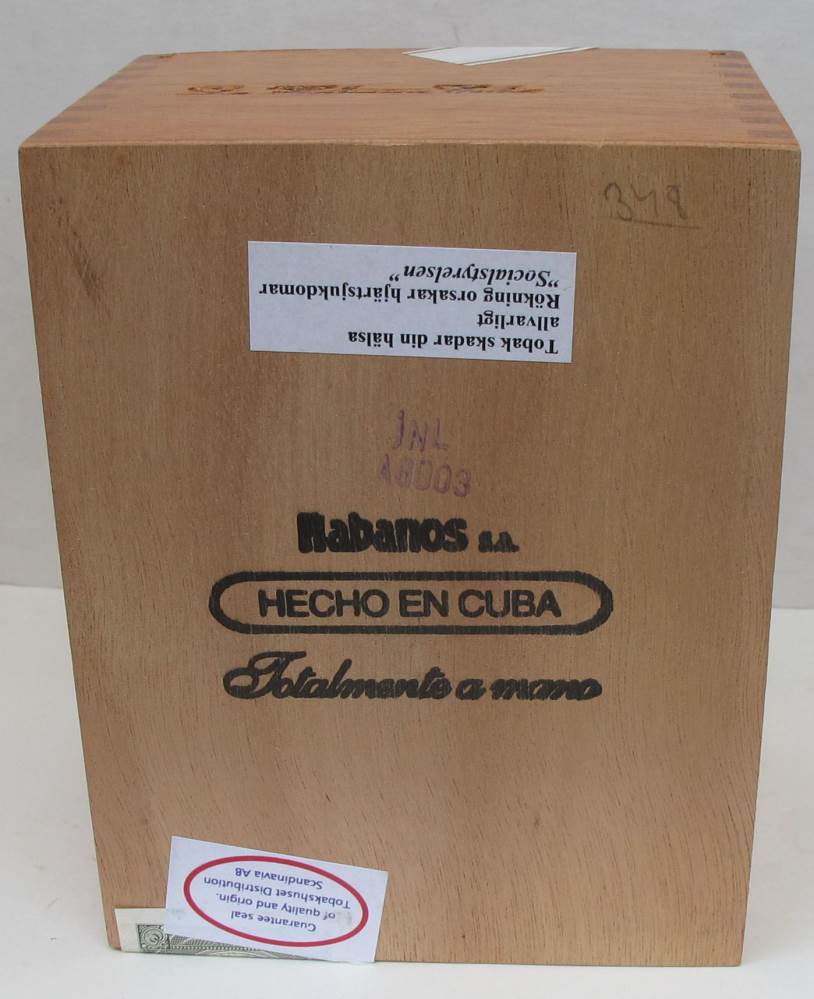 348
Tobak skadar din hälsa
allvarligt
Rökning orsakar hjärtsjukdomar
"Socialstyrelsen"
JNL
A8003
Habanos s.a.
HECHO EN CUBA
Totalmente a mano
Guarantee seal
of quality and origin.
Tobakshuset Distribution
Scandinavia AB